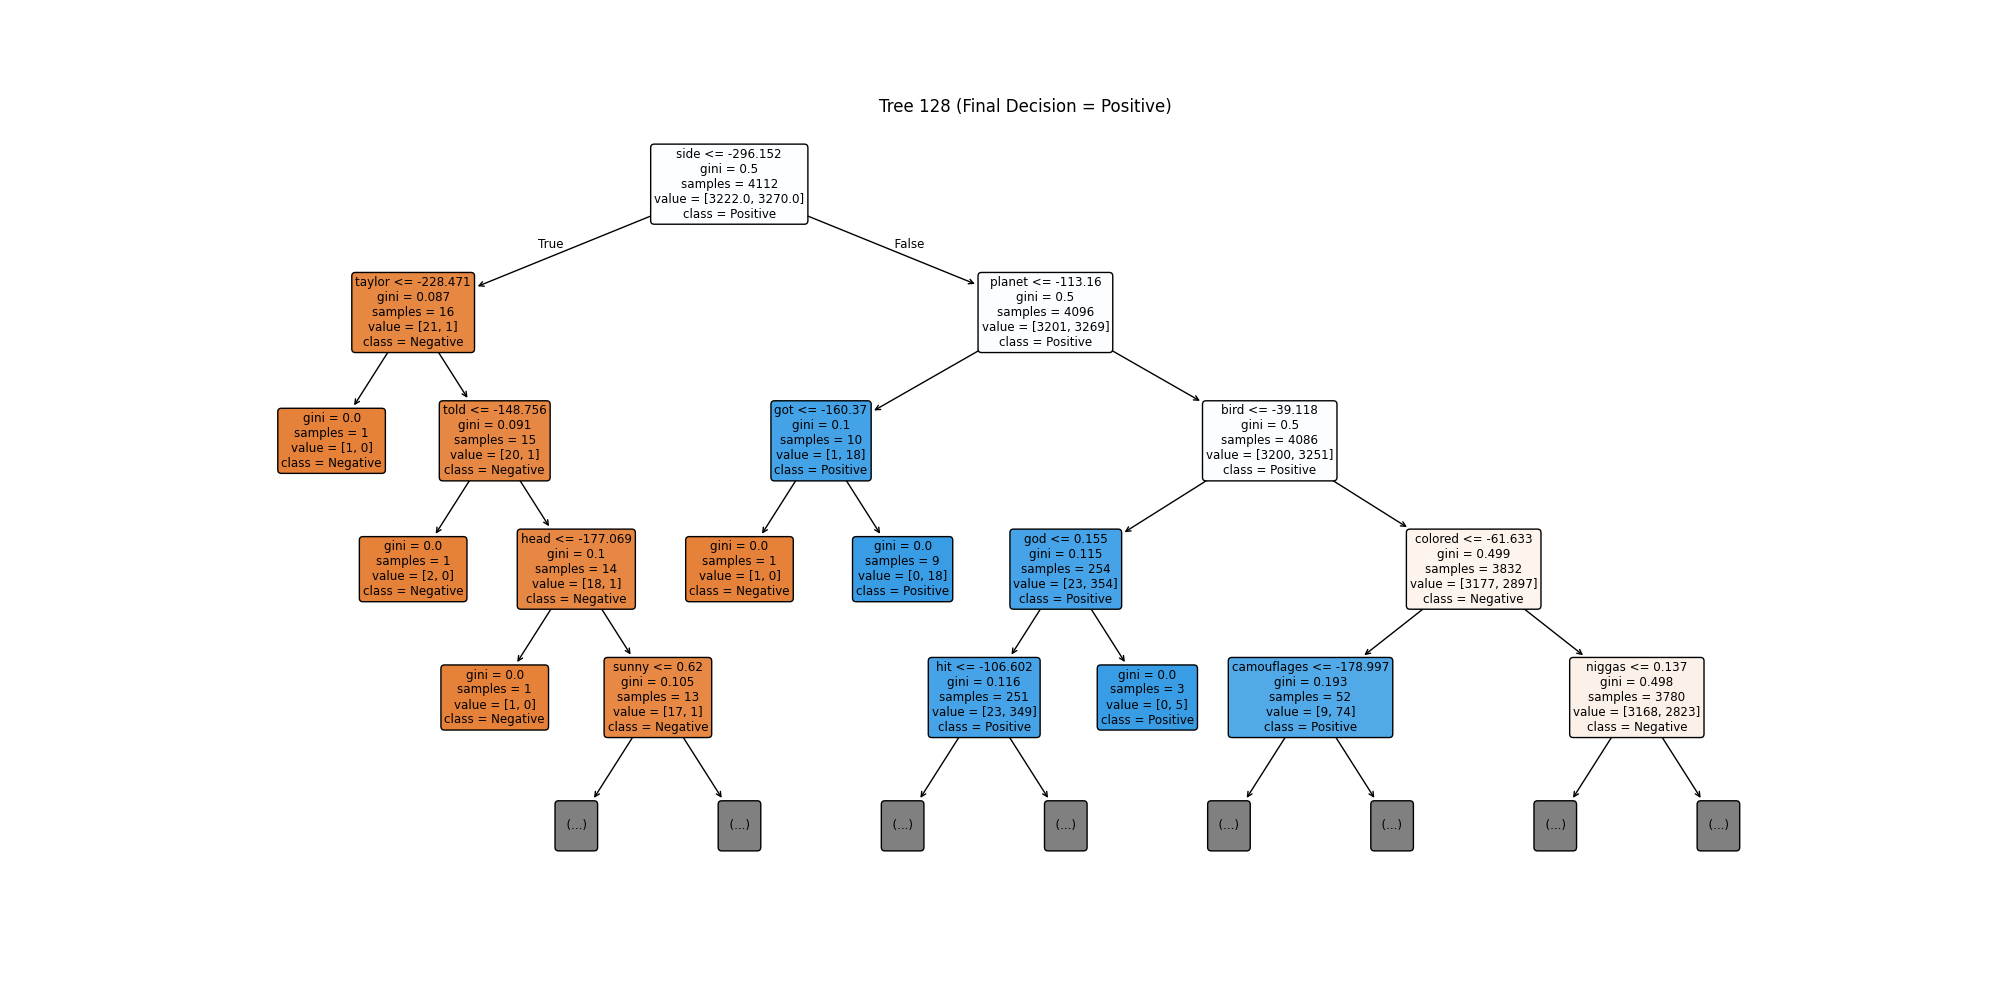 Tree 128 (Final Decision = Positive)
side <= -296.152
gini = 0.5
samples = 4112
value = [3222.0, 3270.0]
class = Positive
True
False
taylor <= -228.471
gini = 0.087
samples = 16
value = [21, 1]
class = Negative
planet <= -113.16
gini = 0.5
samples = 4096
value = [3201, 3269]
class = Positive
gini = 0.0
samples = 1
value = [1, 0]
class = Negative
told <= -148.756
gini = 0.091
samples = 15
value = [20, 1]
class = Negative
got <= -160.37
gini = 0.1
samples = 10
value = [1, 18]
class = Positive
bird <= -39.118
gini = 0.5
samples = 4086
value = [3200, 3251]
class = Positive
gini = 0.0
samples = 1
value = [2, 0]
class = Negative
head <= -177.069
gini = 0.1
samples = 14
value = [18, 1]
class = Negative
gini = 0.0
samples = 1
value = [1, 0]
class = Negative
gini = 0.0
samples = 9
value = [0, 18]
class = Positive
god <= 0.155
gini = 0.115
samples = 254
value = [23, 354]
class = Positive
colored <= -61.633
gini = 0.499
samples = 3832
value = [3177, 2897]
class = Negative
gini = 0.0
samples = 1
value = [1, 0]
class = Negative
sunny <= 0.62
gini = 0.105
samples = 13
value = [17, 1]
class = Negative
hit <= -106.602
gini = 0.116
samples = 251
value = [23, 349]
class = Positive
gini = 0.0
samples = 3
value = [0, 5]
class = Positive
camouflages <= -178.997
gini = 0.193
samples = 52
value = [9, 74]
class = Positive
niggas <= 0.137
gini = 0.498
samples = 3780
value = [3168, 2823]
class = Negative
(...)
(...)
(...)
(...)
(...)
(...)
(...)
(...)